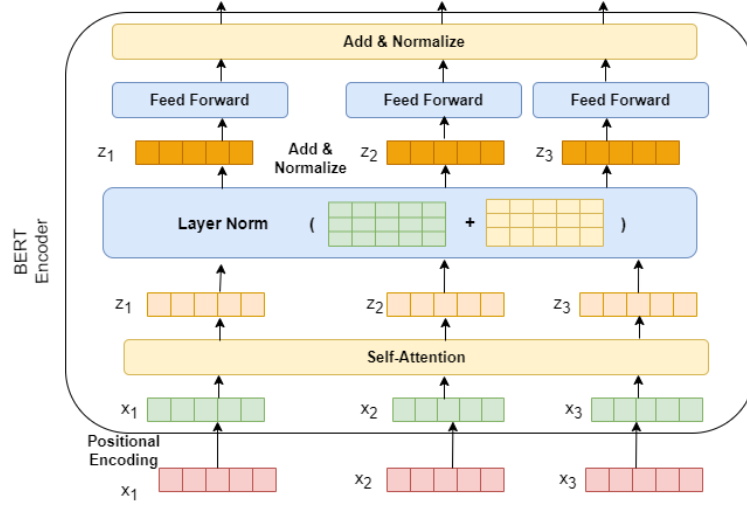 Add & Normalize
Feed Forward
Feed Forward
Feed Forward
z1
Add &
Normalize
z2
z3
Layer Norm ( + )
BERT
Encoder
z1
z2
z3
Self-Attention
x1
x2
x3
Positional
Encoding
x1
x2
x3